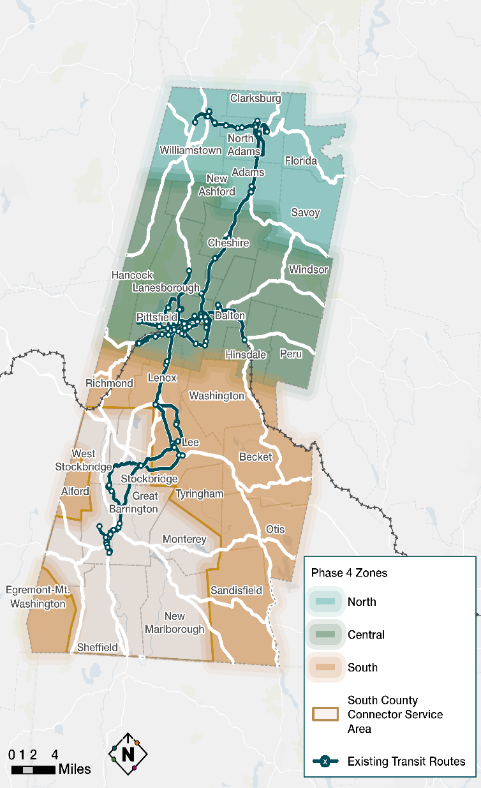 Clarksburg
North
Adams
Williamstown
Florida
Adams
New
Ashford
Savoy
Cheshire
Windsor
Hancock
Lanesborough
Pittsfield
Dalton
Hinsdale
Peru
Richmond
Lenox
Washington
Lee
West
Stockbridge
Becket
Stockbridge
Alford
Great
Barrington
Tyringham
Otis
Monterey
Egremont-Mt.
Washington
Sandisfield
New
Marlborough
Sheffield
Phase 4 Zones
North
Central
South
South County
Connector Service
Area
Existing Transit Routes
0 1 2 4
Miles
N